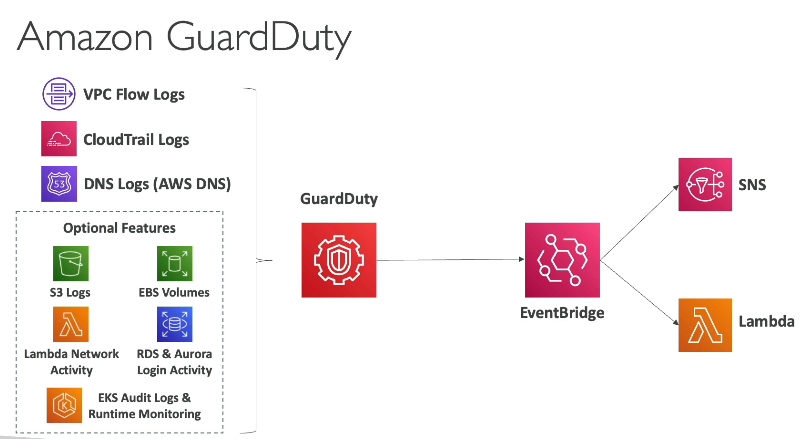 Amazon GuardDuty
VPC Flow Logs
CloudTrail Logs
53
DNS Logs (AWS DNS)
Optional Features
S3 Logs
EBS Volumes
Lambda Network
Activity
RDS & Aurora
Login Activity
K
EKS Audit Logs &
Runtime Monitoring
GuardDuty
EventBridge
SNS
Lambda